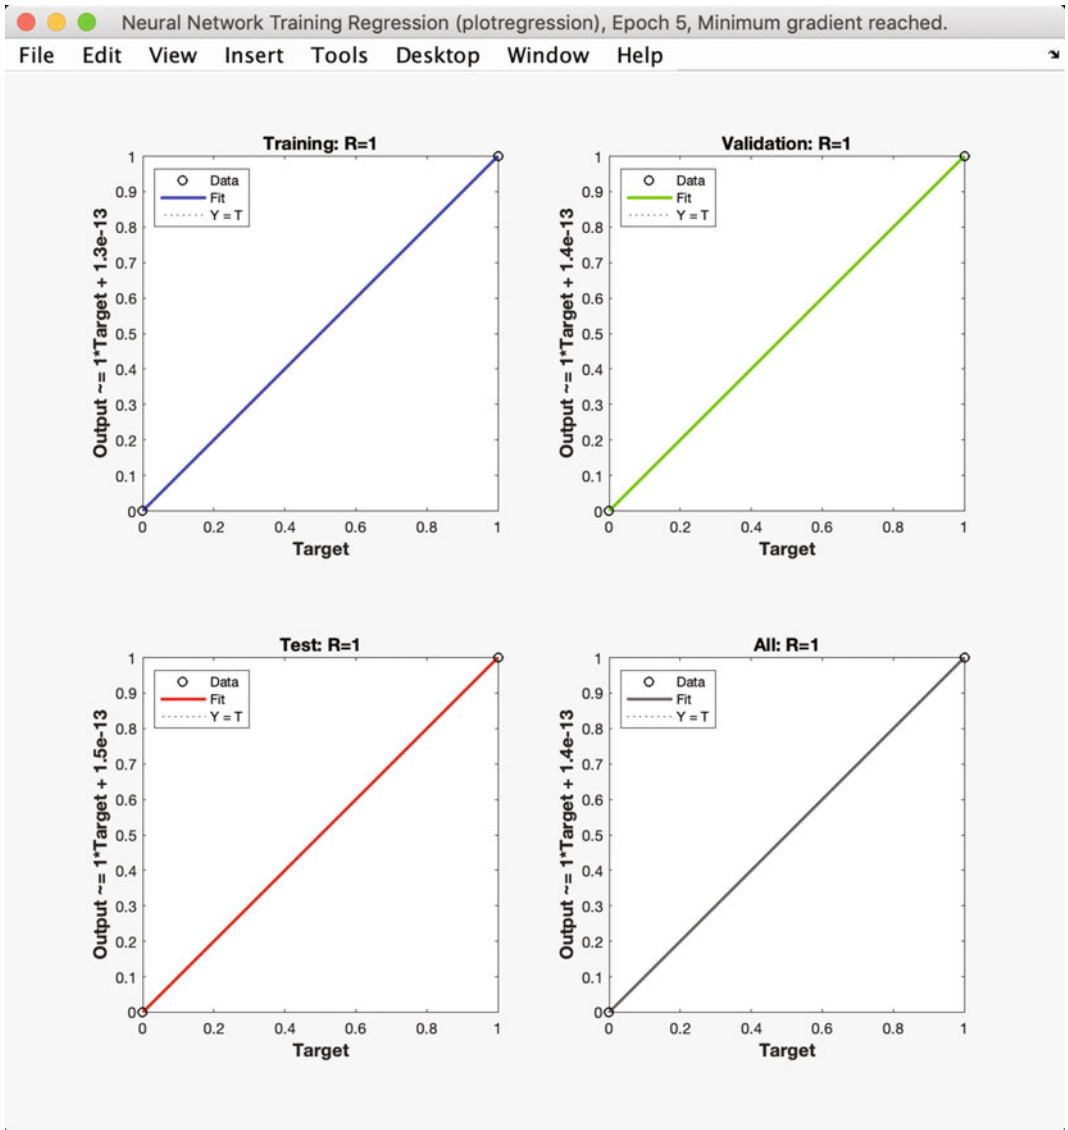 Neural Network Training Regression (plotregression), Epoch 5, Minimum gradient reached.
File Edit View Insert Tools Desktop Window Help
Training: R=1
Output ~= 1*Target + 1.3e-13
1
0.9
0.8
0.7
0.6
0.5
0.4
0.3
0.2
0.1
0
Data
Fit
Y = T
0 0.2 0.4 0.6 0.8 1
Target
Validation: R=1
Output ~= 1*Target + 1.4e-13
1
0.9
0.8
0.7
0.6
0.5
0.4
0.3
0.2
0.1
0
Data
Fit
Y = T
0 0.2 0.4 0.6 0.8 1
Target
Test: R=1
Output ~= 1*Target + 1.5e-13
1
0.9
0.8
0.7
0.6
0.5
0.4
0.3
0.2
0.1
0
Data
Fit
Y = T
0 0.2 0.4 0.6 0.8 1
Target
All: R=1
Output ~= 1*Target + 1.4e-13
1
0.9
0.8
0.7
0.6
0.5
0.4
0.3
0.2
0.1
0
Data
Fit
Y = T
0 0.2 0.4 0.6 0.8 1
Target